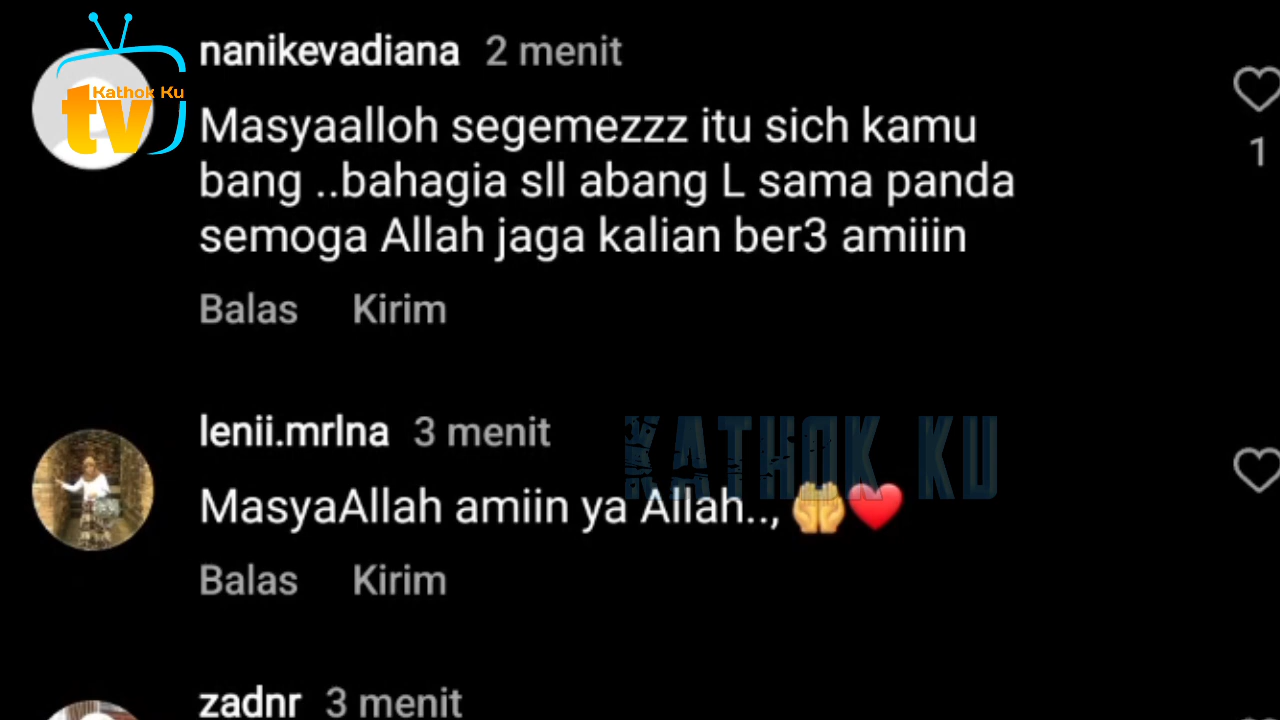 Kathok Ku
tv
nanikevadiana 2 menit
Masyaalloh segemezzz itu sich kamu
bang ..bahagia sll abang L sama panda
semoga Allah jaga kalian ber3 amiiin
1
Balas Kirim
lenii.mrlna 3 menit
KATHOK KU
MasyaAllah amiin ya Allah.., 🤲❤️
Balas Kirim
zadnr 3 menit